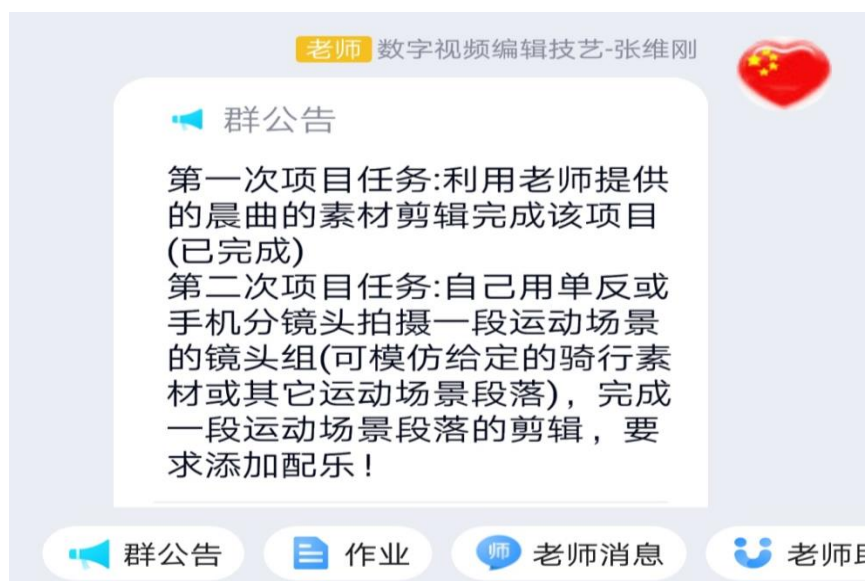 老师 数字视频编辑技艺-张维刚
群公告
第一次项目任务:利用老师提供
的晨曲的素材剪辑完成该项目
(已完成)
第二次项目任务:自己用单反或
手机分镜头拍摄一段运动场景
的镜头组(可模仿给定的骑行素
材或其它运动场景段落)，完成
一段运动场景段落的剪辑，要
求添加配乐！
群公告 作业 师 老师消息 老师